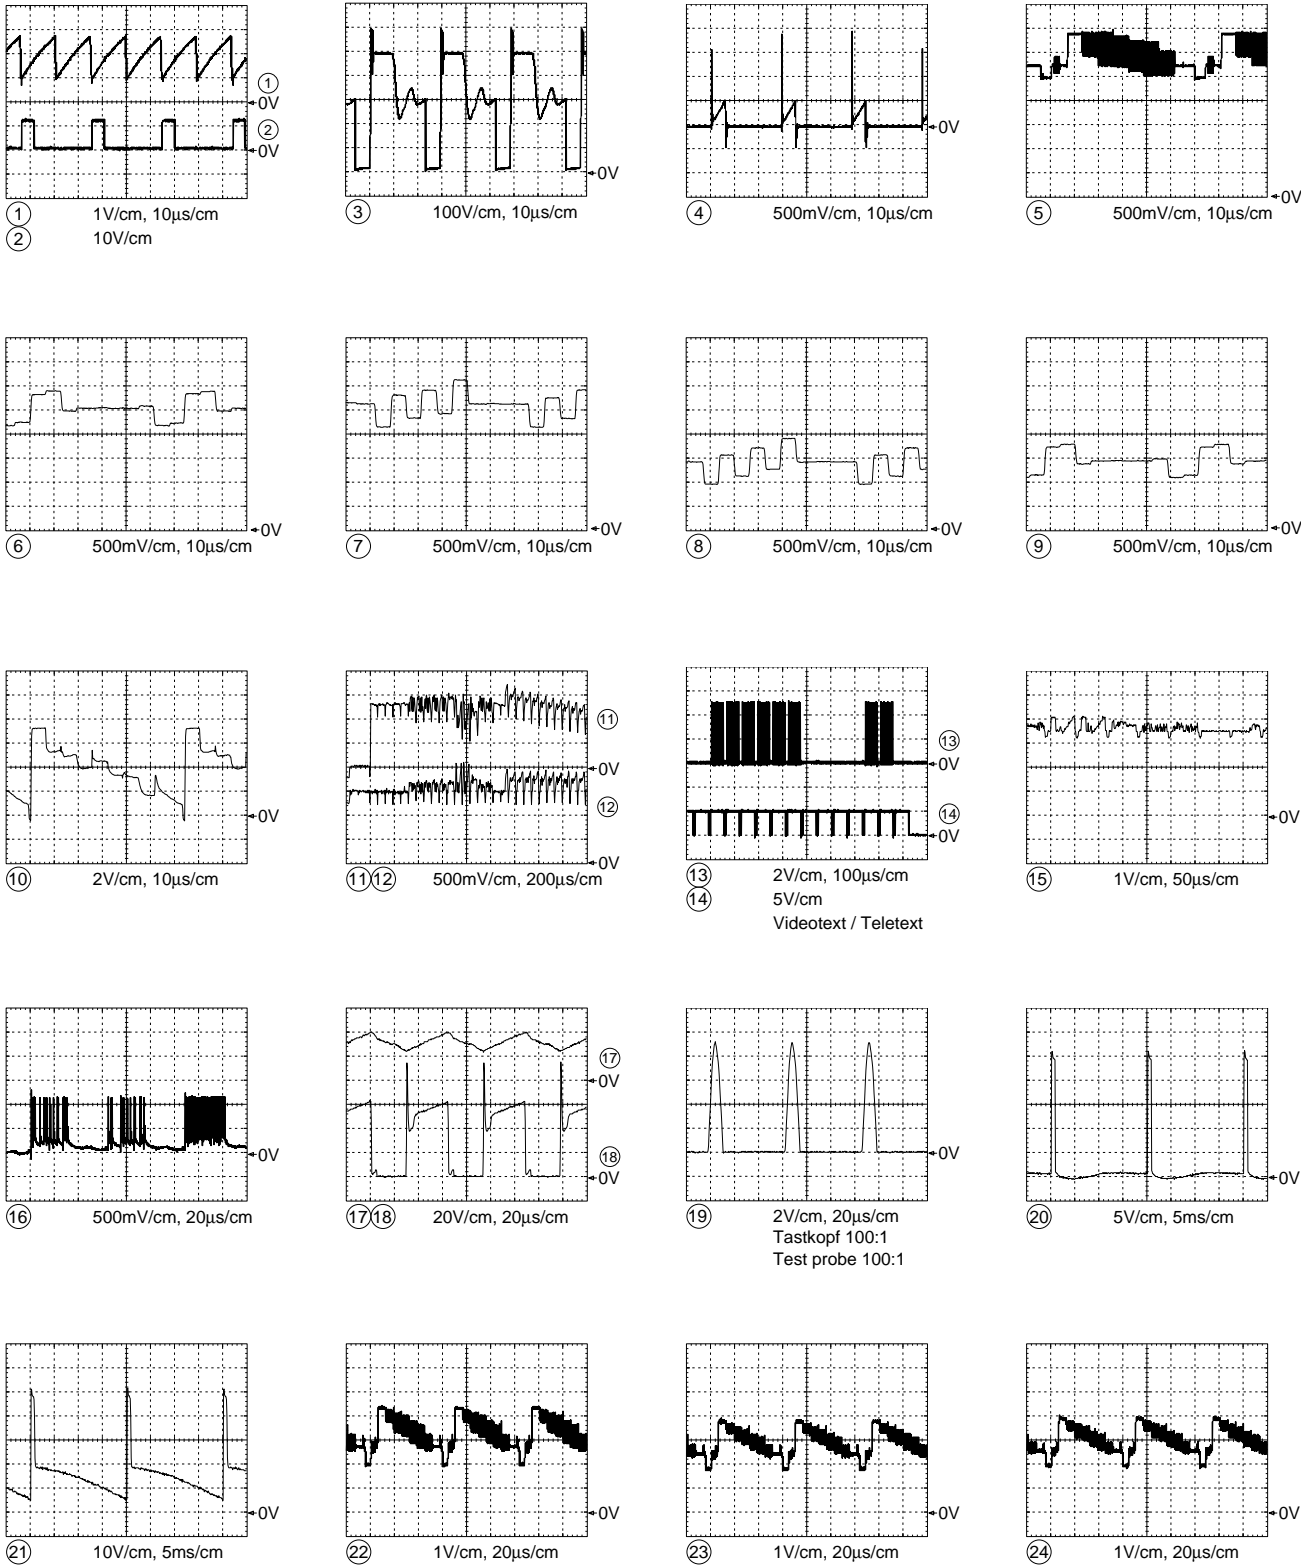 ①
0V
②
0V
① 1V/cm, 10µs/cm
② 10V/cm
0V
③ 100V/cm, 10µs/cm
0V
④ 500mV/cm, 10µs/cm
0V
⑤ 500mV/cm, 10µs/cm
0V
⑥ 500mV/cm, 10µs/cm
0V
⑦ 500mV/cm, 10µs/cm
0V
⑧ 500mV/cm, 10µs/cm
0V
⑨ 500mV/cm, 10µs/cm
0V
⑩ 2V/cm, 10µs/cm
⑪
0V
⑫
0V
⑪⑫ 500mV/cm, 200µs/cm
⑬
0V
⑭
0V
⑬ 2V/cm, 100µs/cm
⑭ 5V/cm
Videotext / Teletext
0V
⑮ 1V/cm, 50µs/cm
0V
⑯ 500mV/cm, 20µs/cm
⑰
0V
⑱
0V
⑰⑱ 20V/cm, 20µs/cm
0V
⑲ 2V/cm, 20µs/cm
Tastkopf 100:1
Test probe 100:1
0V
⑳ 5V/cm, 5ms/cm
0V
㉑ 10V/cm, 5ms/cm
0V
㉒ 1V/cm, 20µs/cm
0V
㉓ 1V/cm, 20µs/cm
0V
㉔ 1V/cm, 20µs/cm